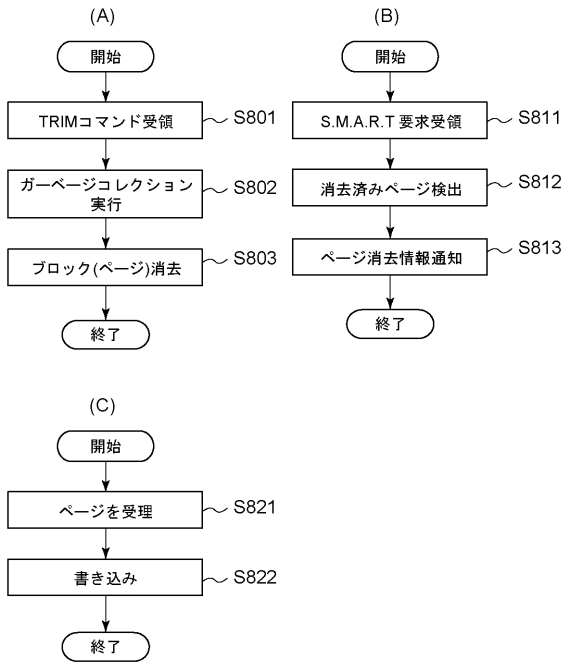 (A)
開始
TRIMコマンド受領
S801
ガーベージコレクション
実行
S802
ブロック(ページ)消去
S803
終了
(B)
開始
S.M.A.R.T 要求受領
S811
消去済みページ検出
S812
ページ消去情報通知
S813
終了
(C)
開始
ページを受理
S821
書き込み
S822
終了